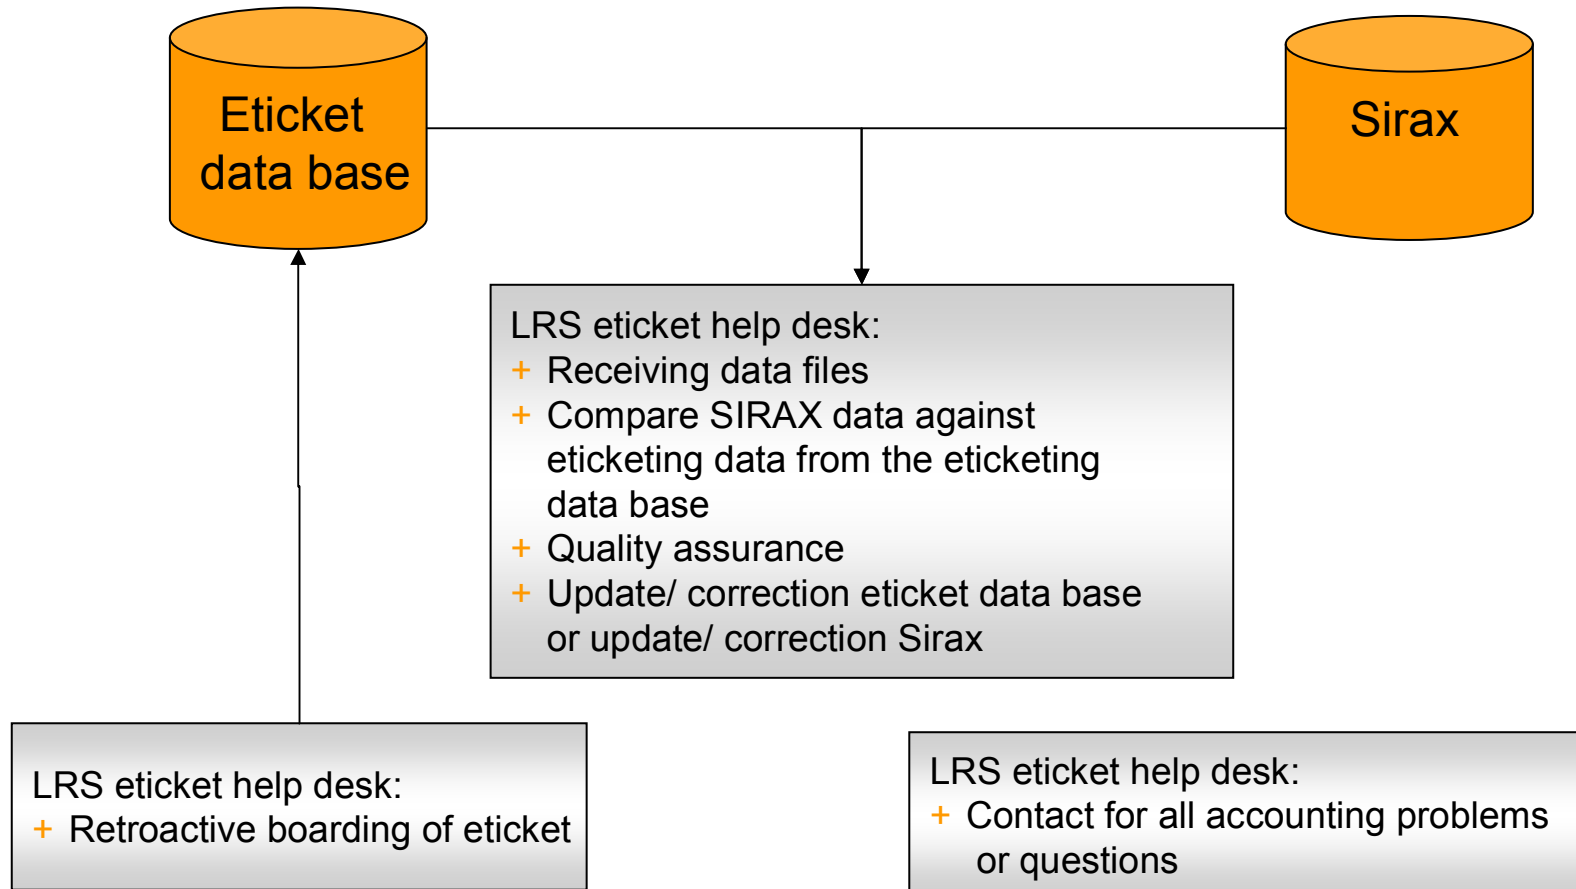 Eticket
data base
Sirax
LRS eticket help desk:
+ Receiving data files
+ Compare SIRAX data against
eticketing data from the eticketing
data base
+ Quality assurance
+ Update/ correction eticket data base
or update/ correction Sirax
LRS eticket help desk:
+ Retroactive boarding of eticket
LRS eticket help desk:
+ Contact for all accounting problems
or questions